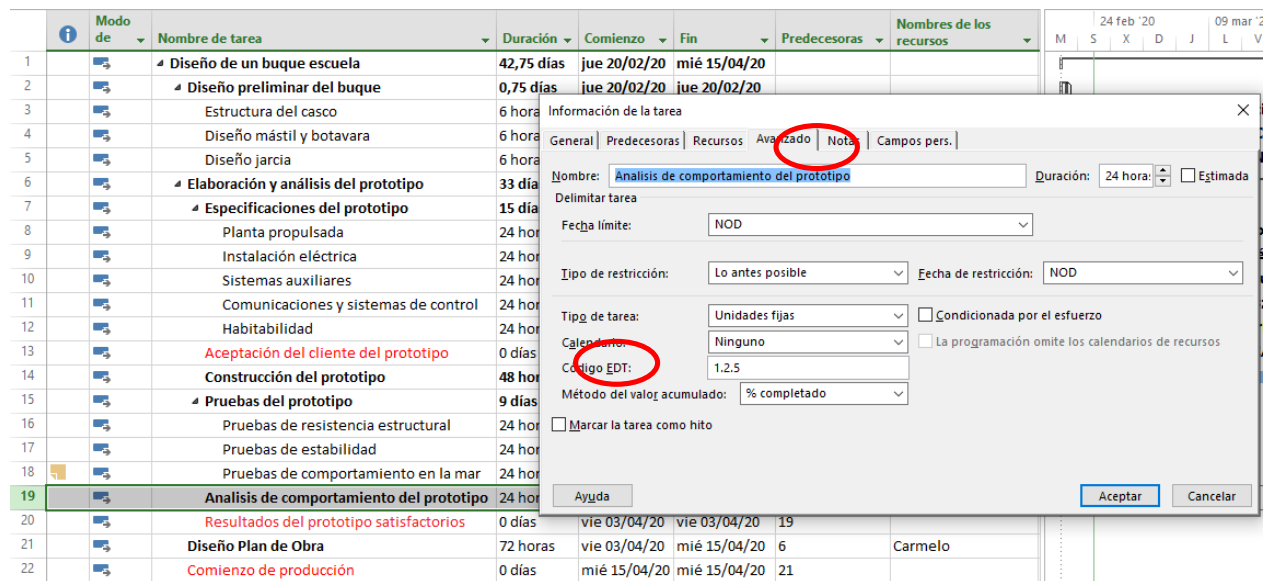 24 feb '20 09 mar '2
Modo de Nombre de tarea Duración Comienzo Fin Predecesoras Nombres de los recursos M S X D J L V
1 Diseño de un buque escuela 42,75 días jue 20/02/20 mié 15/04/20
2 Diseño preliminar del buque 0,75 días jue 20/02/20 jue 20/02/20
3 Estructura del casco 6 hora
4 Diseño mástil y botavara 6 hora
5 Diseño jarcia 6 hora
6 Elaboración y análisis del prototipo 33 día
7 Especificaciones del prototipo 15 día
8 Planta propulsada 24 hor
9 Instalación eléctrica 24 hor
10 Sistemas auxiliares 24 hor
11 Comunicaciones y sistemas de control 24 hor
12 Habitabilidad 24 hor
13 Aceptación del cliente del prototipo 0 días
14 Construcción del prototipo 48 hor
15 Pruebas del prototipo 9 días
16 Pruebas de resistencia estructural 24 hor
17 Pruebas de estabilidad 24 hor
18 Pruebas de comportamiento en la mar 24 hor
19 Analisis de comportamiento del prototipo 24 hor
20 Resultados del prototipo satisfactorios 0 días vie 03/04/20 vie 03/04/20 19
21 Diseño Plan de Obra 72 horas vie 03/04/20 mié 15/04/20 6 Carmelo
22 Comienzo de producción 0 días mié 15/04/20 mié 15/04/20 21
Información de la tarea
General Predecesoras Recursos Avanzado Notas Campos pers.
Nombre: Analisis de comportamiento del prototipo Duración: 24 hora: Estimada
Delimitar tarea
Fecha límite: NOD
Tipo de restricción: Lo antes posible Fecha de restricción: NOD
Tipo de tarea: Unidades fijas Condicionada por el esfuerzo
Calendario: Ninguno La programación omite los calendarios de recursos
Código EDT: 1.2.5
Método del valor acumulado: % completado
Marcar la tarea como hito
Ayuda Aceptar Cancelar